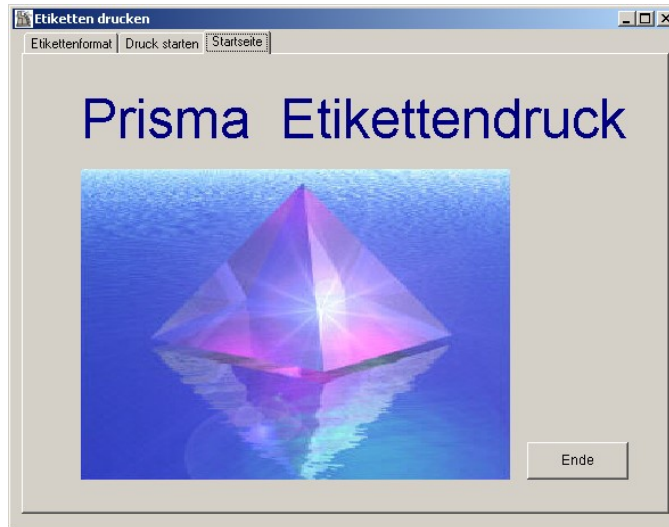 Etiketten drucken
Etikettenformat Druck starten Startseite
Prisma Etikettendruck
Ende